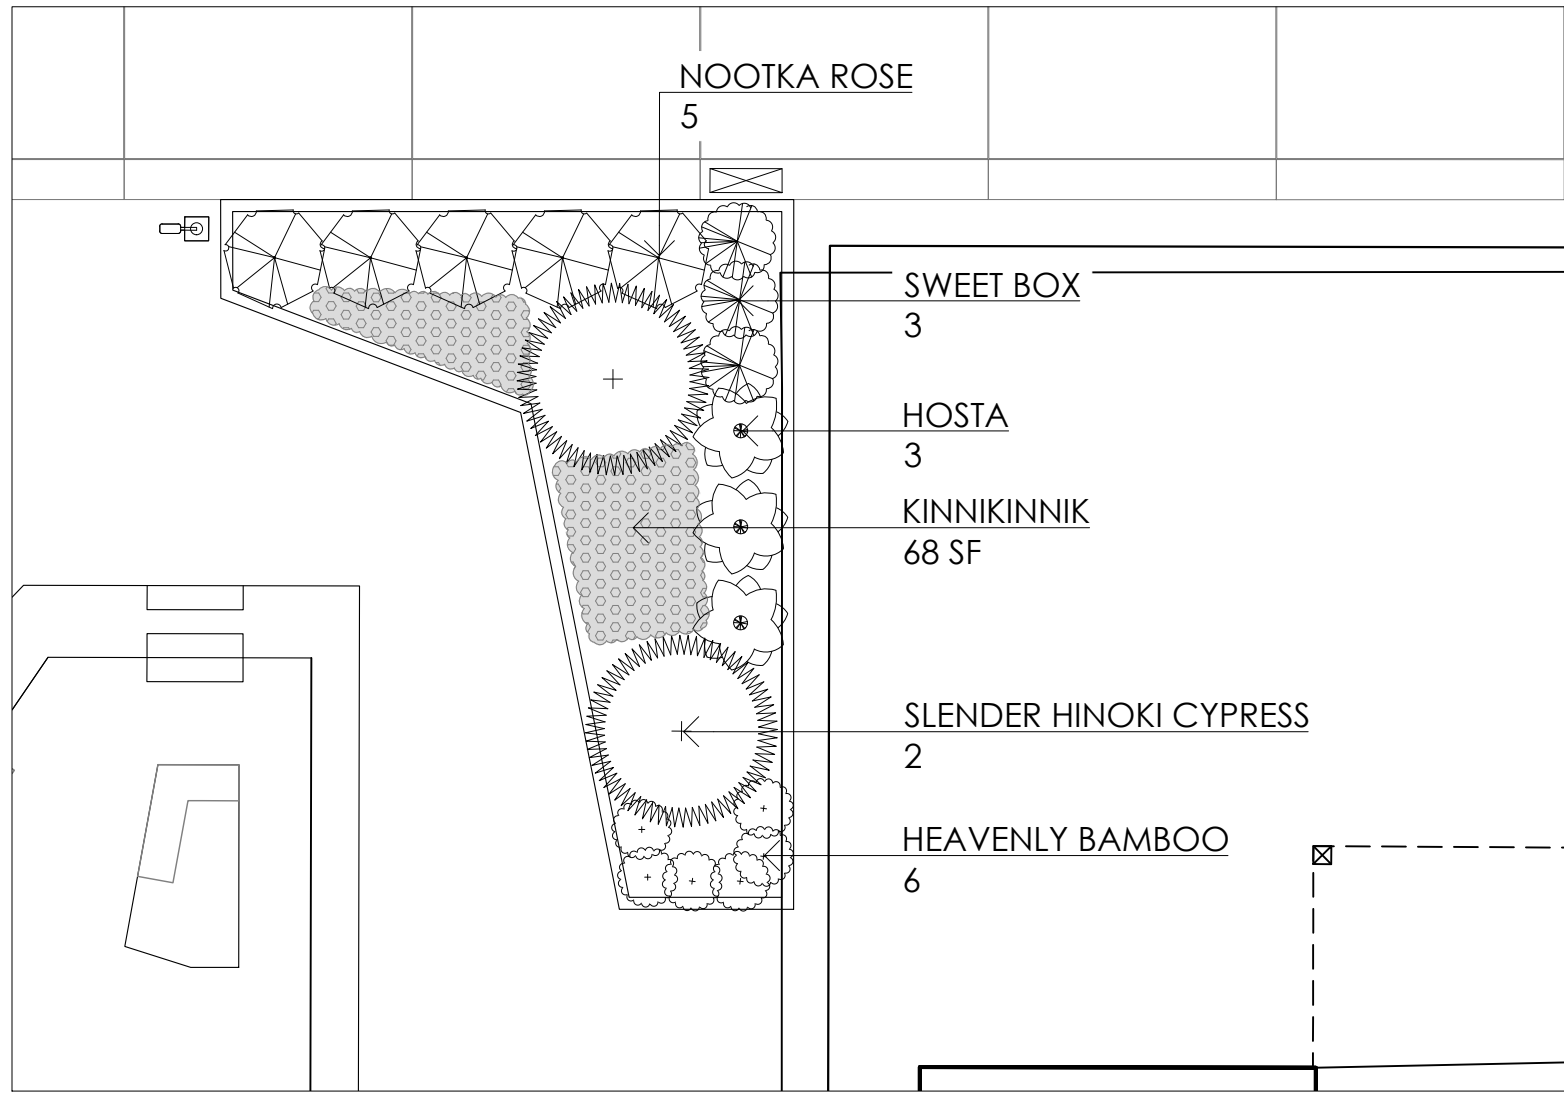 NOOTKA ROSE
5
SWEET BOX
3
HOSTA
3
KINNIKINNIK
68 SF
SLENDER HINOKI CYPRESS
2
HEAVENLY BAMBOO
6